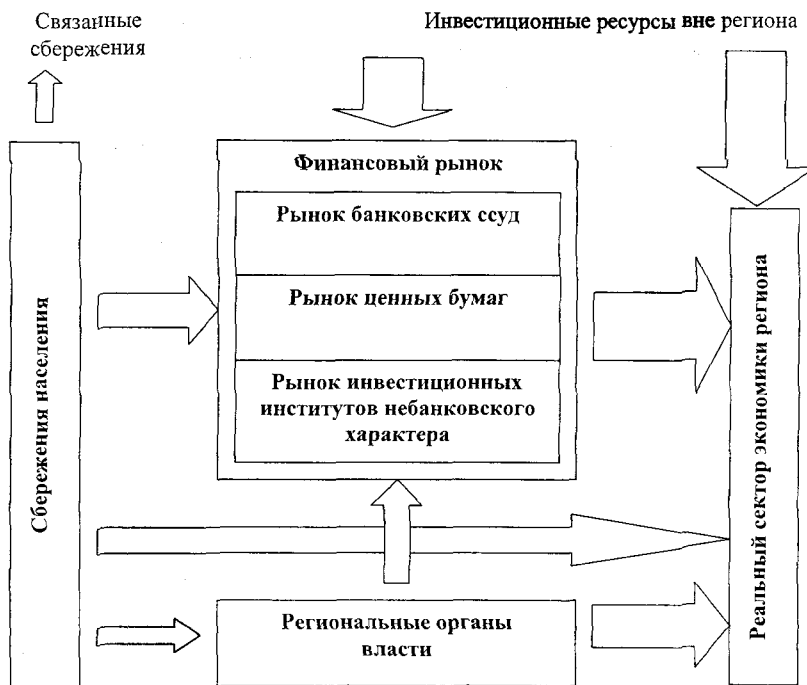 Связанные
сбережения
Инвестиционные ресурсы вне региона
Финансовый рынок
Рынок банковских ссуд
Рынок ценных бумаг
Рынок инвестиционных
институтов небанковского
характера
Сбережения населения
Реальный сектор экономики региона
Региональные органы
власти